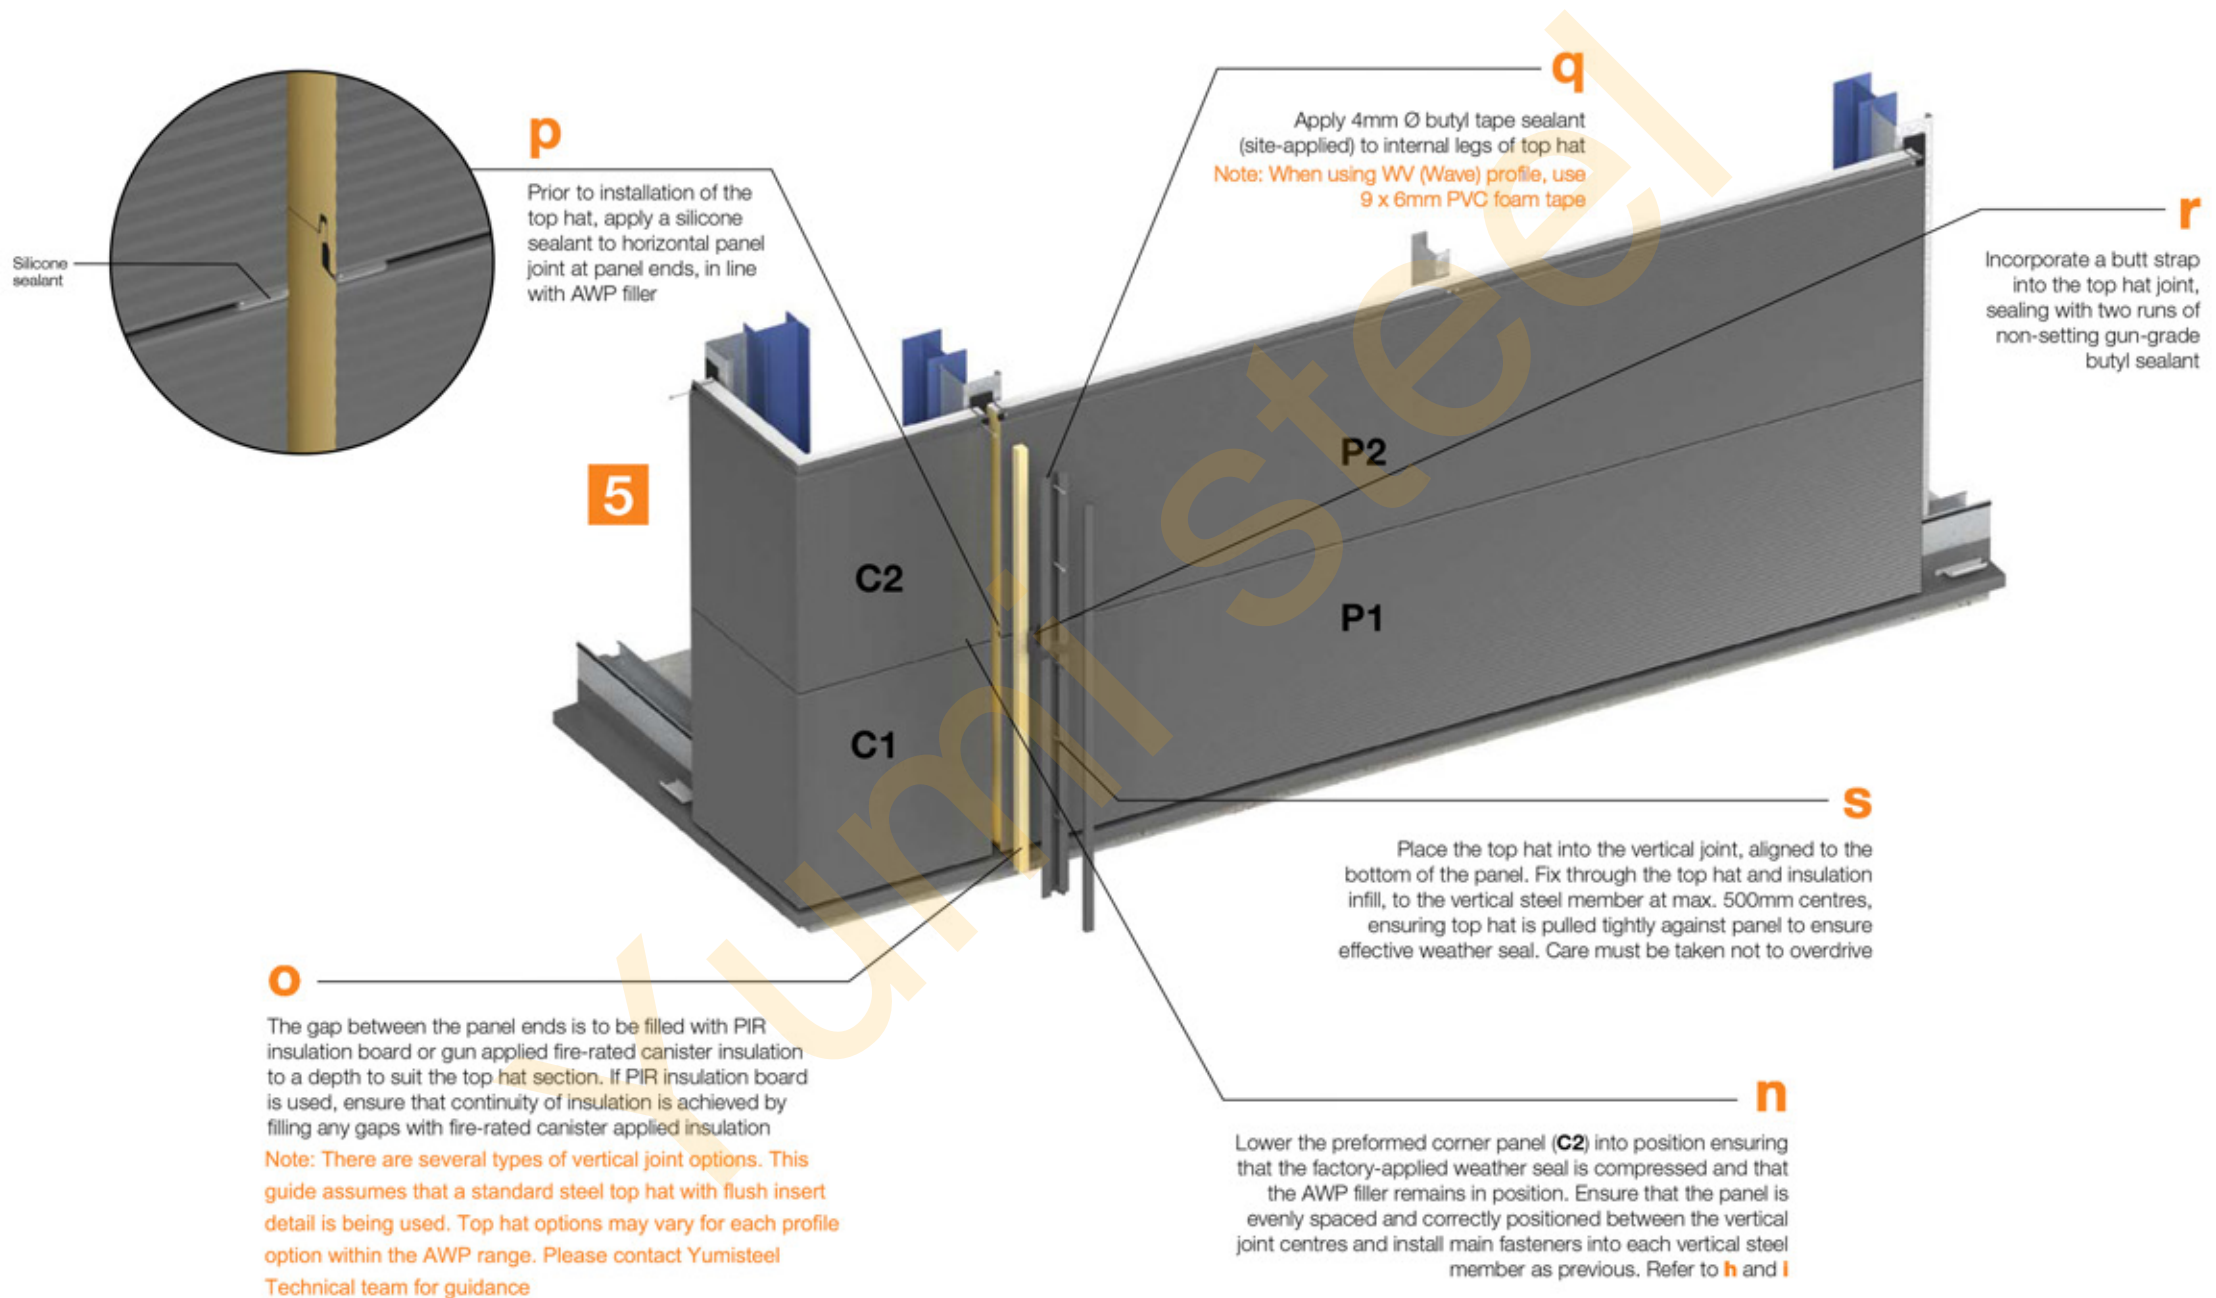 q
Apply 4mm Ø butyl tape sealant
(site-applied) to internal legs of top hat
Note: When using WV (Wave) profile, use
9 x 6mm PVC foam tape
p
Prior to installation of the
top hat, apply a silicone
sealant to horizontal panel
joint at panel ends, in line
with AWP filler
Silicone
sealant
r
Incorporate a butt strap
into the top hat joint,
sealing with two runs of
non-setting gun-grade
butyl sealant
5
P2
C2
P1
C1
s
Place the top hat into the vertical joint, aligned to the
bottom of the panel. Fix through the top hat and insulation
infill, to the vertical steel member at max. 500mm centres,
ensuring top hat is pulled tightly against panel to ensure
effective weather seal. Care must be taken not to overdrive
o
The gap between the panel ends is to be filled with PIR
insulation board or gun applied fire-rated canister insulation
to a depth to suit the top hat section. If PIR insulation board
is used, ensure that continuity of insulation is achieved by
filling any gaps with fire-rated canister applied insulation
Note: There are several types of vertical joint options. This
guide assumes that a standard steel top hat with flush insert
detail is being used. Top hat options may vary for each profile
option within the AWP range. Please contact Yumisteel
Technical team for guidance
n
Lower the preformed corner panel (C2) into position ensuring
that the factory-applied weather seal is compressed and that
the AWP filler remains in position. Ensure that the panel is
evenly spaced and correctly positioned between the vertical
joint centres and install main fasteners into each vertical steel
member as previous. Refer to h and i
Yumi steel